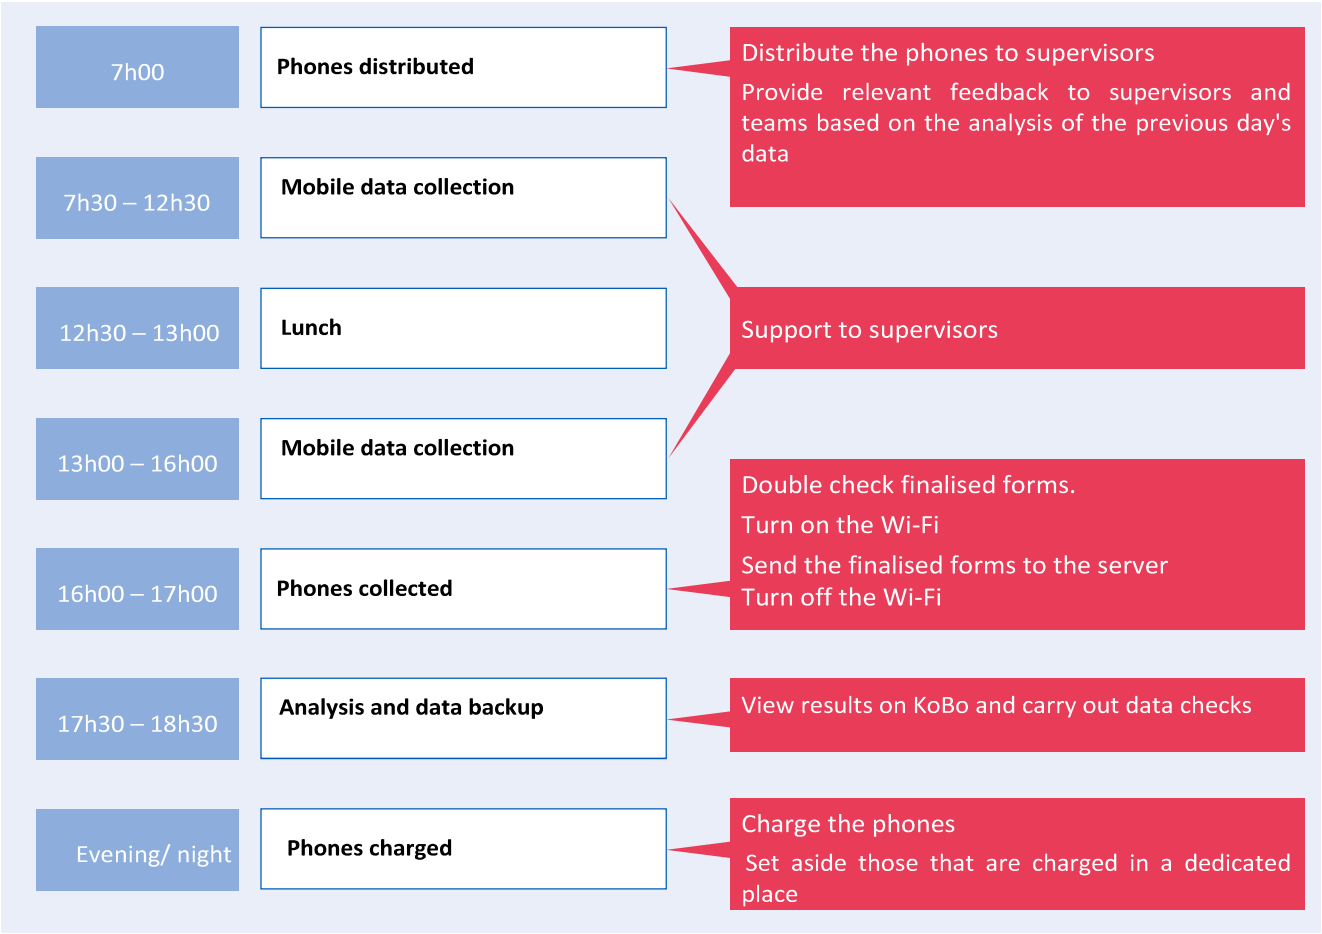 7h00
Phones distributed
Distribute the phones to supervisors
Provide relevant feedback to supervisors and
teams based on the analysis of the previous day's
data
7h30 – 12h30
Mobile data collection
12h30 – 13h00
Lunch
Support to supervisors
13h00 – 16h00
Mobile data collection
16h00 – 17h00
Phones collected
Double check finalised forms.
Turn on the Wi-Fi
Send the finalised forms to the server
Turn off the Wi-Fi
17h30 – 18h30
Analysis and data backup
View results on KoBo and carry out data checks
Evening/ night
Phones charged
Charge the phones
Set aside those that are charged in a dedicated
place